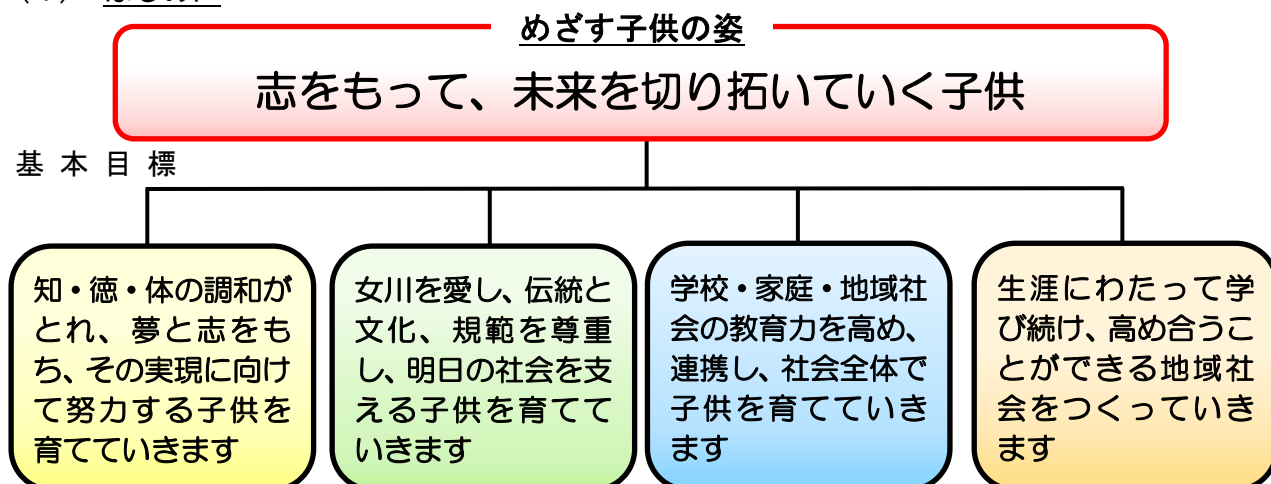 めざす子供の姿
志をもって、未来を切り拓いていく子供
基本目標
知・徳・体の調和が
とれ、夢と志をも
ち、その実現に向け
て努力する子供を
育てていきます
女川を愛し、伝統と
文化、規範を尊重
し、明日の社会を支
える子供を育てて
いきます
学校・家庭・地域社
会の教育力を高め、
連携し、社会全体で
子供を育てていき
ます
生涯にわたって学
び続け、高め合うこ
とができる地域社
会をつくっていき
ます